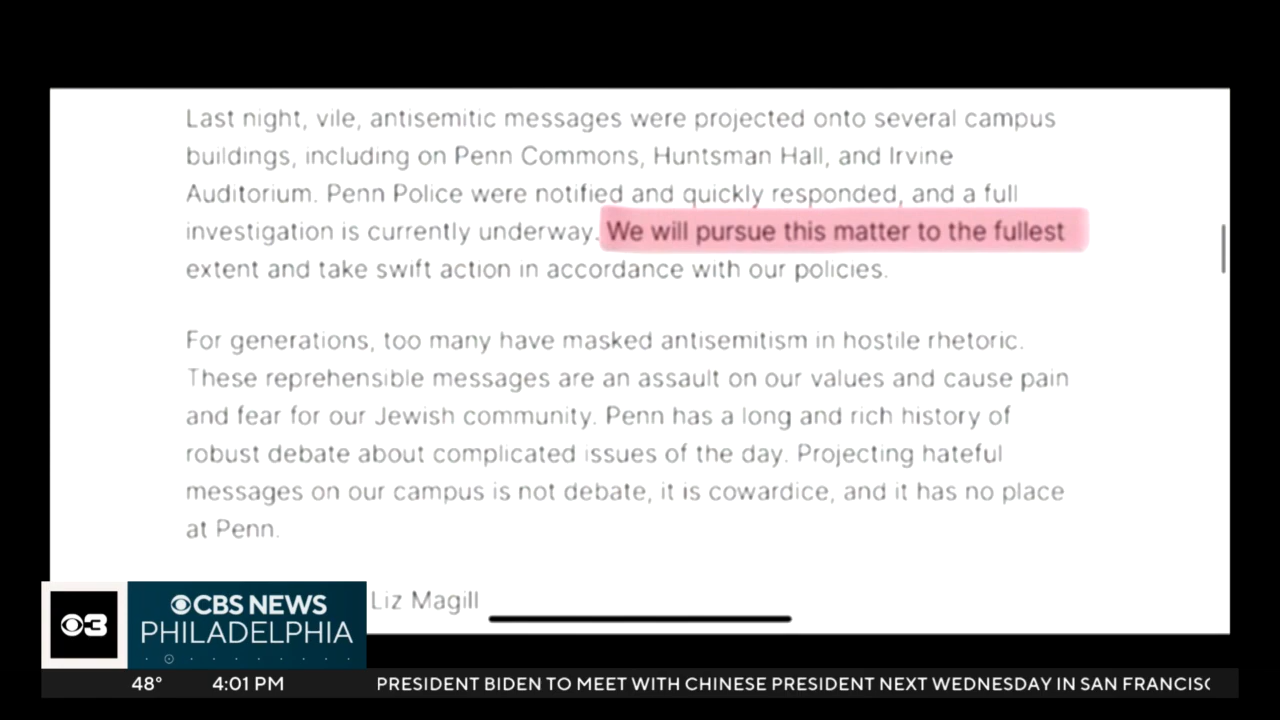 Last night, vile, antisemitic messages were projected onto several campus
buildings, including on Penn Commons, Huntsman Hall, and Irvine
Auditorium. Penn Police were notified and quickly responded, and a full
investigation is currently underway. We will pursue this matter to the fullest
extent and take swift action in accordance with our policies.
For generations, too many have masked antisemitism in hostile rhetoric.
These reprehensible messages are an assault on our values and cause pain
and fear for our Jewish community. Penn has a long and rich history of
robust debate about complicated issues of the day. Projecting hateful
messages on our campus is not debate, it is cowardice, and it has no place
at Penn.
Liz Magill
3
CBS NEWS
PHILADELPHIA
48° 4:01 PM PRESIDENT BIDEN TO MEET WITH CHINESE PRESIDENT NEXT WEDNESDAY IN SAN FRANCISC